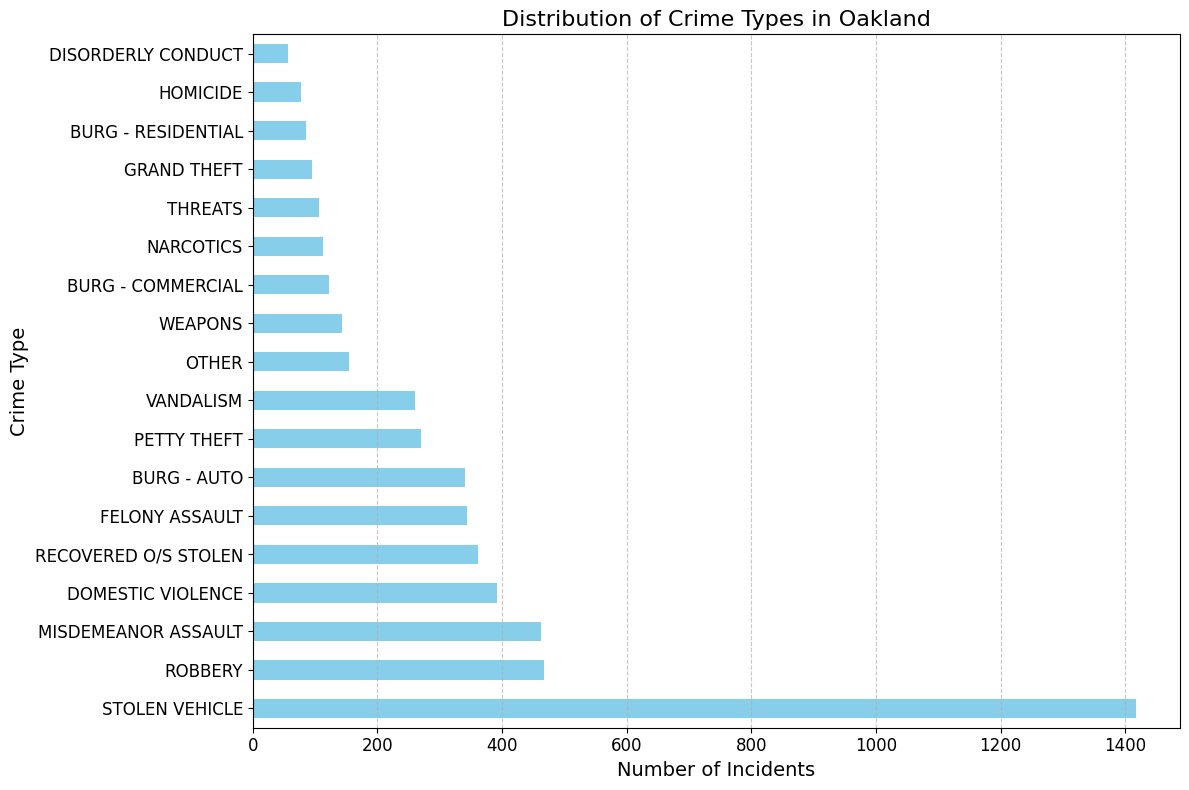 Distribution of Crime Types in Oakland
Crime Type
DISORDERLY CONDUCT
HOMICIDE
BURG - RESIDENTIAL
GRAND THEFT
THREATS
NARCOTICS
BURG - COMMERCIAL
WEAPONS
OTHER
VANDALISM
PETTY THEFT
BURG - AUTO
FELONY ASSAULT
RECOVERED O/S STOLEN
DOMESTIC VIOLENCE
MISDEMEANOR ASSAULT
ROBBERY
STOLEN VEHICLE
0 200 400 600 800 1000 1200 1400
Number of Incidents